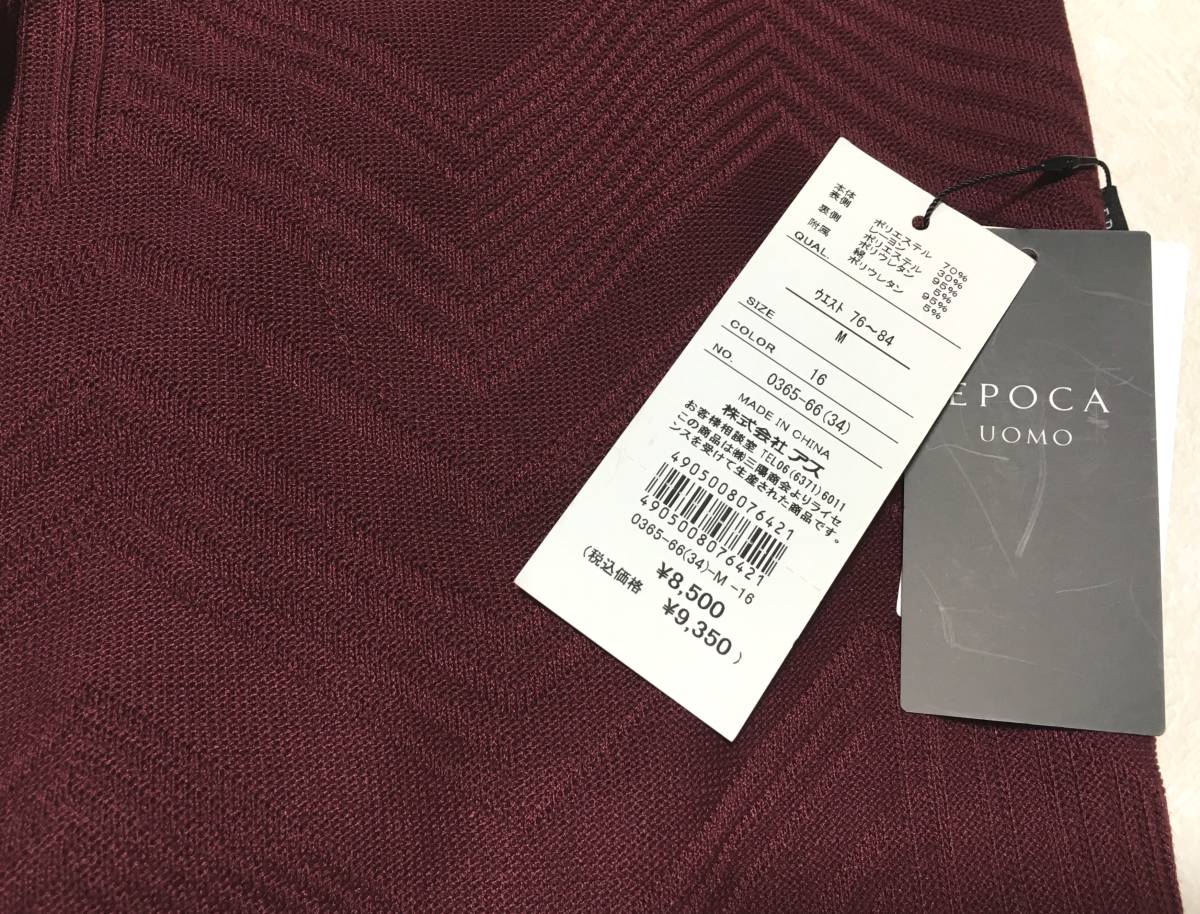 本体
表側 ポリエステル 70%
レーヨン 30%
裏側 ポリエステル 95%
ポリウレタン 5%
附属 綿 95%
ポリウレタン 5%
QUAL.
ウエスト 76～84
SIZE M
COLOR 16
NO. 0365-66(34)
MADE IN CHINA
株式会社 アス
お客様相談室 TEL06(6371)6011
この商品は㈱三陽商会よりライセ
ンスを受けて生産された商品です。
4905008076421
4905008076421
0365-66(34)-M -16
¥8,500
(税込価格 ¥9,350)
EPOCA
UOMO